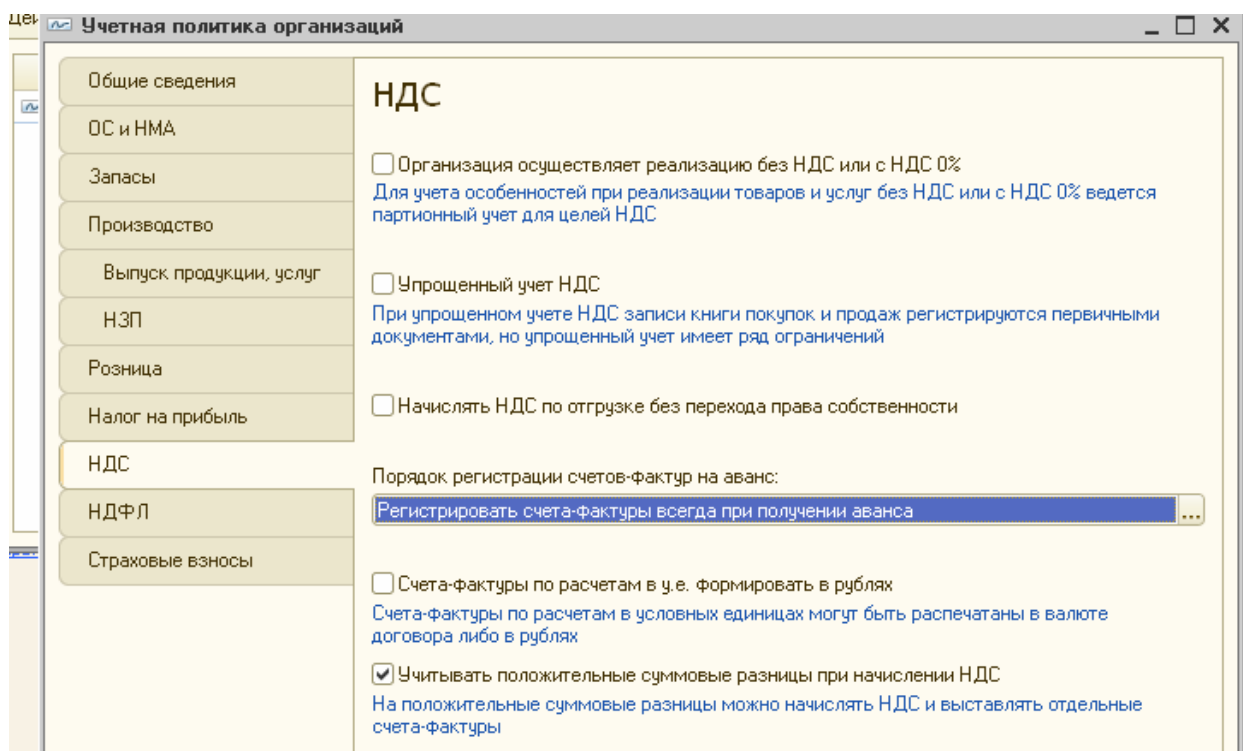 Учетная политика организаций
Общие сведения
ОС и НМА
Запасы
Производство
Выпуск продукции, услуг
НЗП
Розница
Налог на прибыль
НДС
НДФЛ
Страховые взносы
НДС
Организация осуществляет реализацию без НДС или с НДС 0%
Для учета особенностей при реализации товаров и услуг без НДС или с НДС 0% ведется
партионный учет для целей НДС
Упрощенный учет НДС
При упрощенном учете НДС записи книги покупок и продаж регистрируются первичными
документами, но упрощенный учет имеет ряд ограничений
Начислять НДС по отгрузке без перехода права собственности
Порядок регистрации счетов-фактур на аванс:
Регистрировать счета-фактуры всегда при получении аванса
...
Счета-фактуры по расчетам в у.е. формировать в рублях
Счета-фактуры по расчетам в условных единицах могут быть распечатаны в валюте
договора либо в рублях
Учитывать положительные суммовые разницы при начислении НДС
На положительные суммовые разницы можно начислять НДС и выставлять отдельные
счета-фактуры